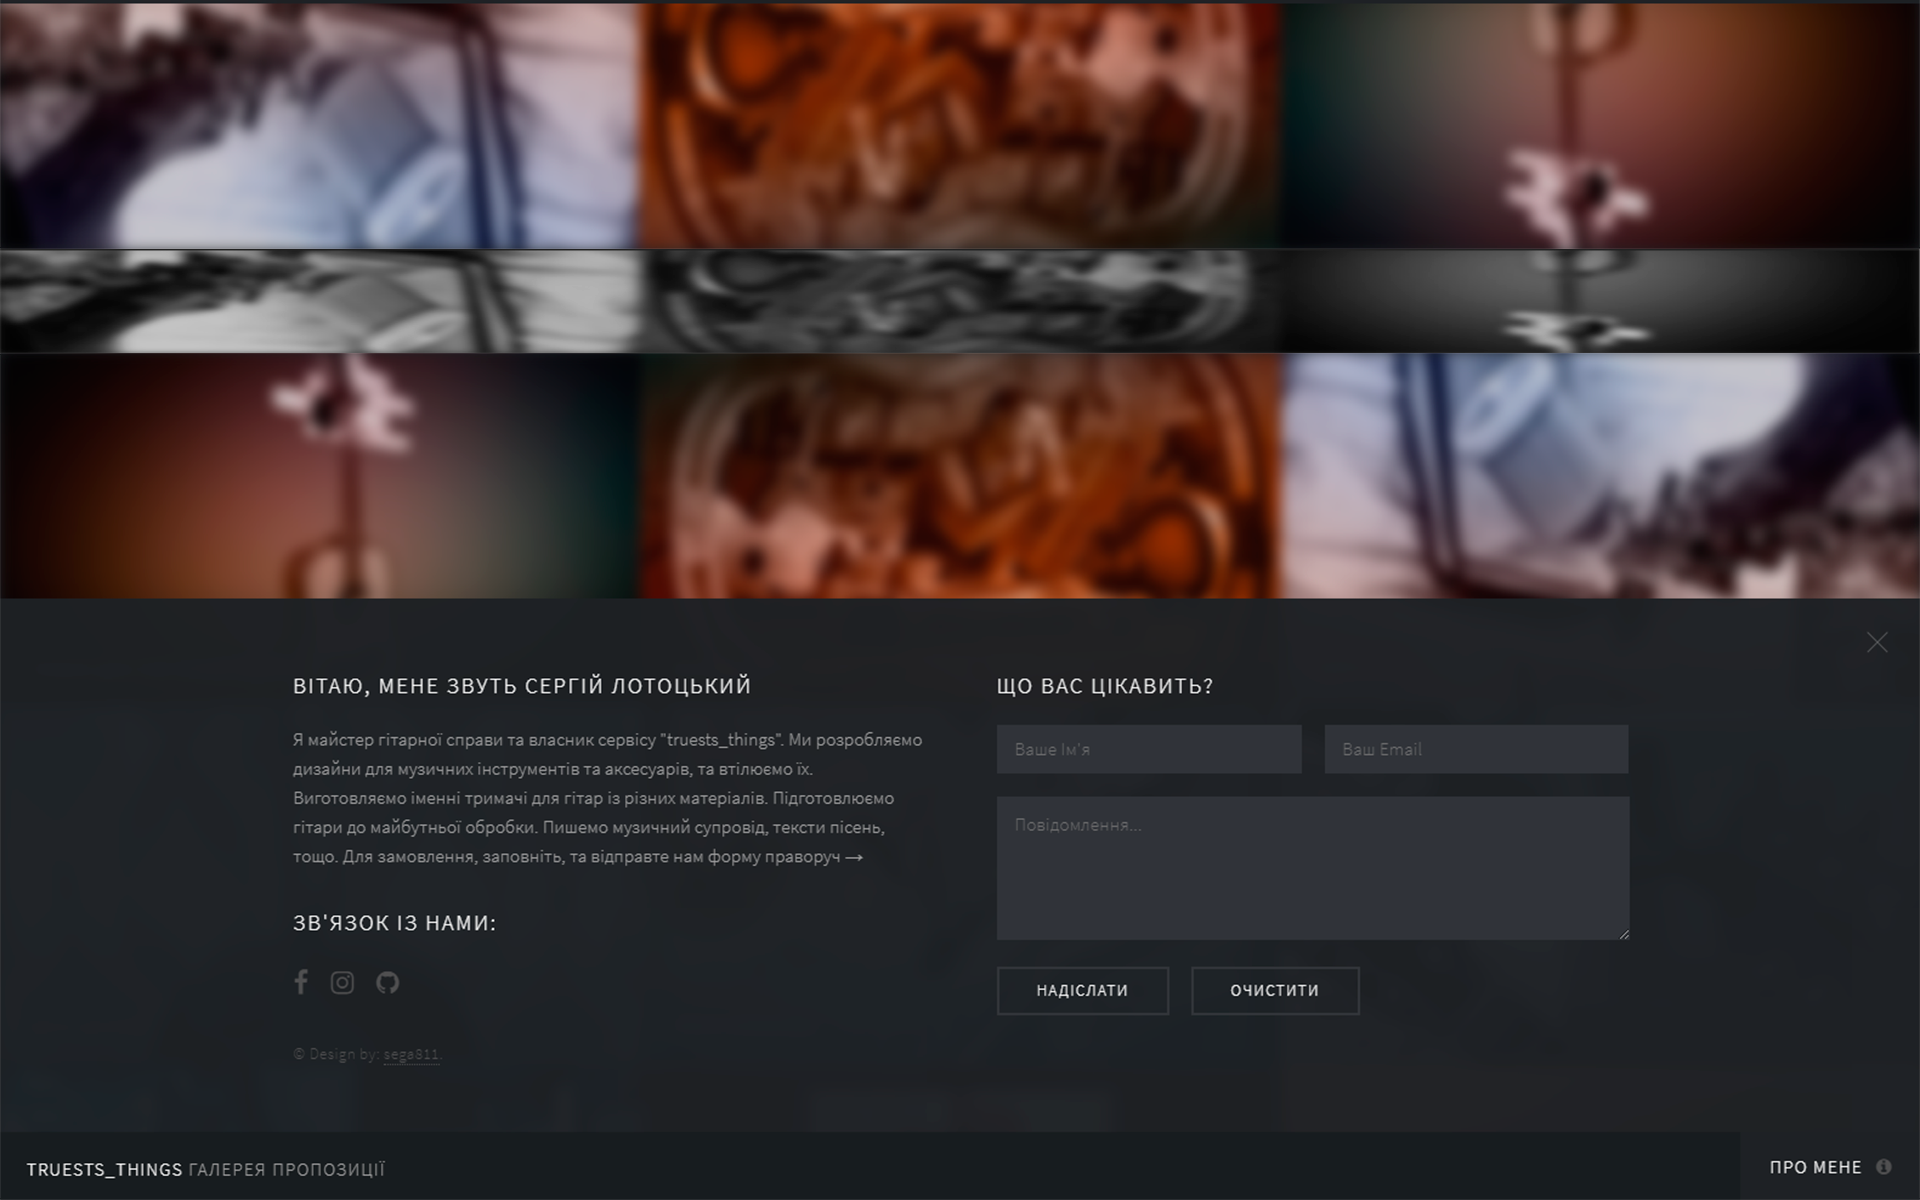 ВІТАЮ, МЕНЕ ЗВУТЬ СЕРГІЙ ЛОТОЦЬКИЙ
Я майстер гітарної справи та власник сервісу "truests_things". Ми розробляємо
дизайни для музичних інструментів та аксесуарів, та втілюємо їх.
Виготовляємо іменні тримачі для гітар із різних матеріалів. Підготовлюємо
гітари до майбутньої обробки. Пишемо музичний супровід, тексти пісень,
тощо. Для замовлення, заповніть, та відправте нам форму праворуч →
ЗВ'ЯЗОК ІЗ НАМИ:
© Design by: sega811.
ЩО ВАС ЦІКАВИТЬ?
Ваше Ім'я
Ваш Email
Повідомлення...
НАДІСЛАТИ
ОЧИСТИТИ
TRUESTS_THINGS ГАЛЕРЕЯ ПРОПОЗИЦІЇ
ПРО МЕНЕ